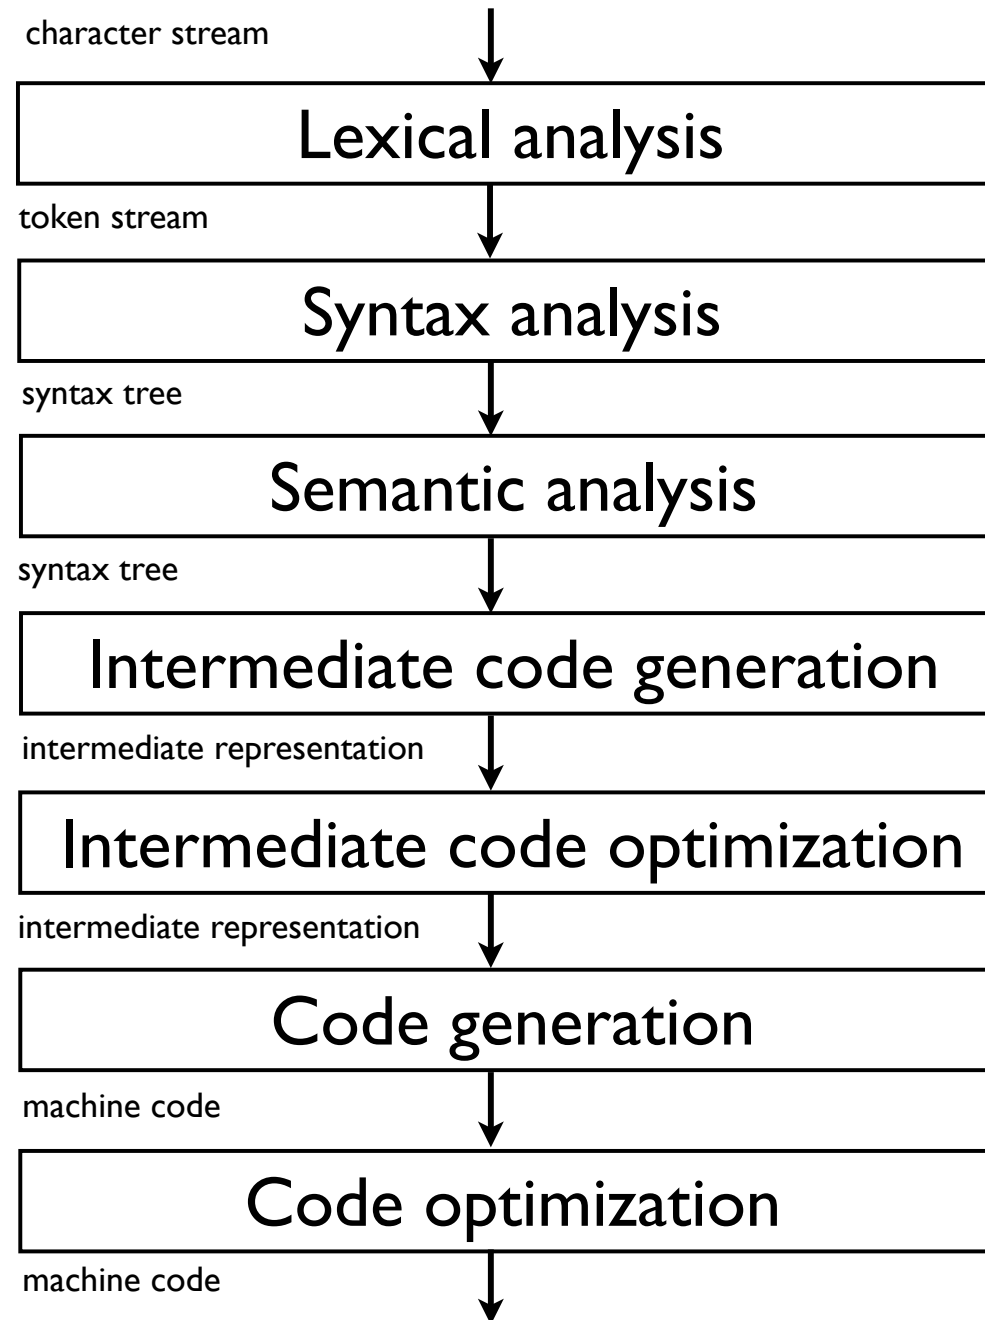 character stream
Lexical analysis
token stream
Syntax analysis
syntax tree
Semantic analysis
syntax tree
Intermediate code generation
intermediate representation
Intermediate code optimization
intermediate representation
Code generation
machine code
Code optimization
machine code